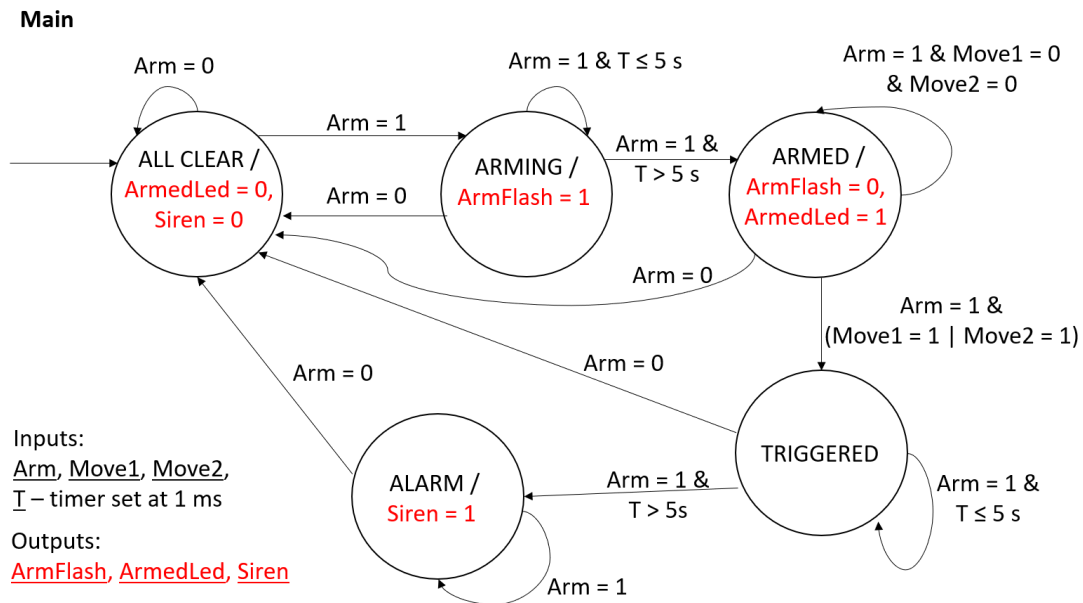 Main
Arm = 0
Arm = 1 & T ≤ 5 s
Arm = 1 & Move1 = 0
& Move2 = 0
Arm = 1
Arm = 1 &
T > 5 s
ALL CLEAR /
ArmedLed = 0,
Siren = 0
ARMING /
ArmFlash = 1
ARMED /
ArmFlash = 0,
ArmedLed = 1
Arm = 0
Arm = 0
Arm = 1 &
(Move1 = 1 | Move2 = 1)
Arm = 0
Arm = 0
TRIGGERED
Arm = 1 &
T ≤ 5 s
Arm = 1 &
T > 5s
ALARM /
Siren = 1
Arm = 1
Inputs:
Arm, Move1, Move2,
T – timer set at 1 ms
Outputs:
ArmFlash, ArmedLed, Siren